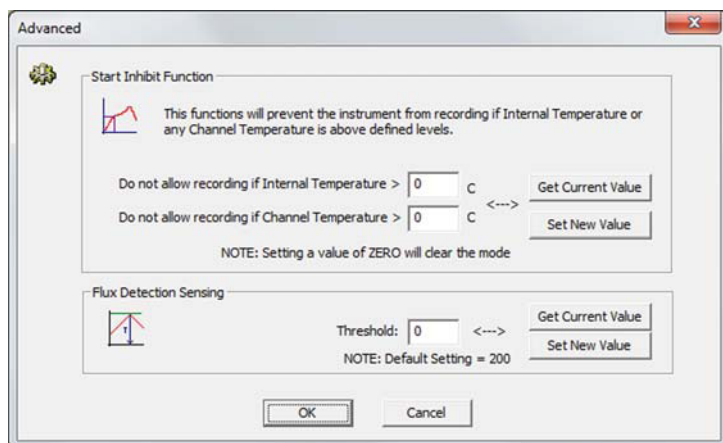 Advanced
Start Inhibit Function
This functions will prevent the instrument from recording if Internal Temperature or
any Channel Temperature is above defined levels.
Do not allow recording if Internal Temperature > 0 C <---> Get Current Value
Do not allow recording if Channel Temperature > 0 C Set New Value
NOTE: Setting a value of ZERO will clear the mode
Flux Detection Sensing
T
Threshold: 0 <---> Get Current Value
Set New Value
NOTE: Default Setting = 200
OK Cancel